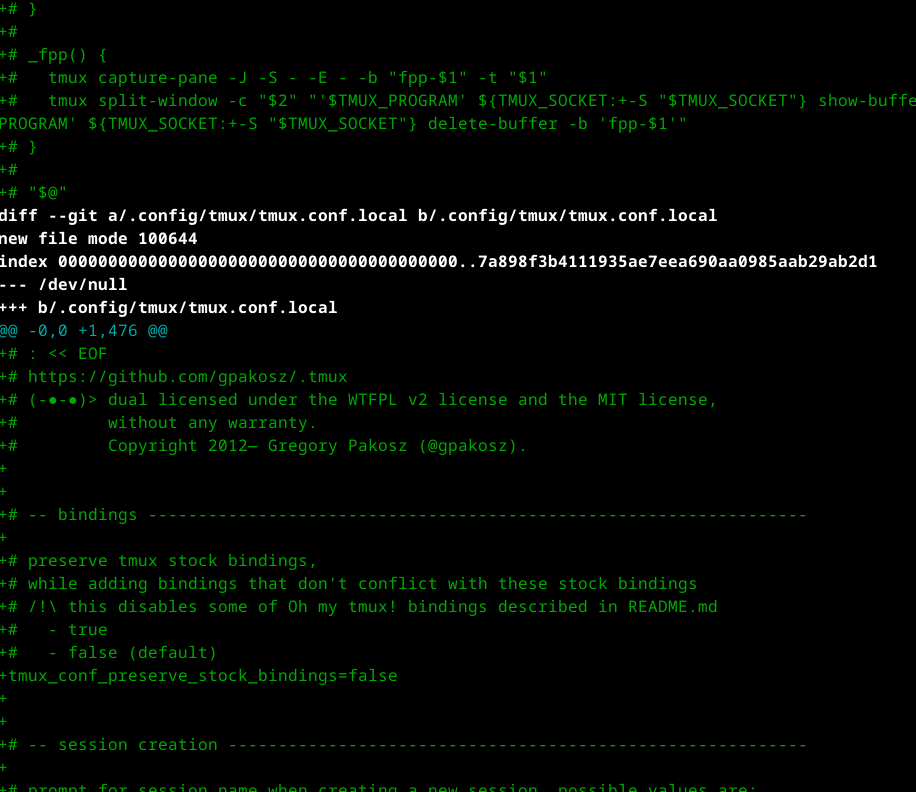 +# }
+#
+# _fpp() {
+#   tmux capture-pane -J -S - -E - -b "fpp-$1" -t "$1"
+#   tmux split-window -c "$2" "'$TMUX_PROGRAM' ${TMUX_SOCKET:+-S "$TMUX_SOCKET"} show-buffe
PROGRAM' ${TMUX_SOCKET:+-S "$TMUX_SOCKET"} delete-buffer -b 'fpp-$1'"
+# }
+#
+# "$@"
diff --git a/.config/tmux/tmux.conf.local b/.config/tmux/tmux.conf.local
new file mode 100644
index 0000000000000000000000000000000000000000..7a898f3b4111935ae7eea690aa0985aab29ab2d1
--- /dev/null
+++ b/.config/tmux/tmux.conf.local
@@ -0,0 +1,476 @@
+# : << EOF
+# https://github.com/gpakosz/.tmux
+# (‑●‑●)> dual licensed under the WTFPL v2 license and the MIT license,
+#         without any warranty.
+#         Copyright 2012— Gregory Pakosz (@gpakosz).
+
+
+# -- bindings ------------------------------------------------------------------
+
+# preserve tmux stock bindings,
+# while adding bindings that don't conflict with these stock bindings
+# /!\ this disables some of Oh my tmux! bindings described in README.md
+#   - true
+#   - false (default)
+tmux_conf_preserve_stock_bindings=false
+
+
+# -- session creation ----------------------------------------------------------
+
+# prompt for session name when creating a new session, possible values are: